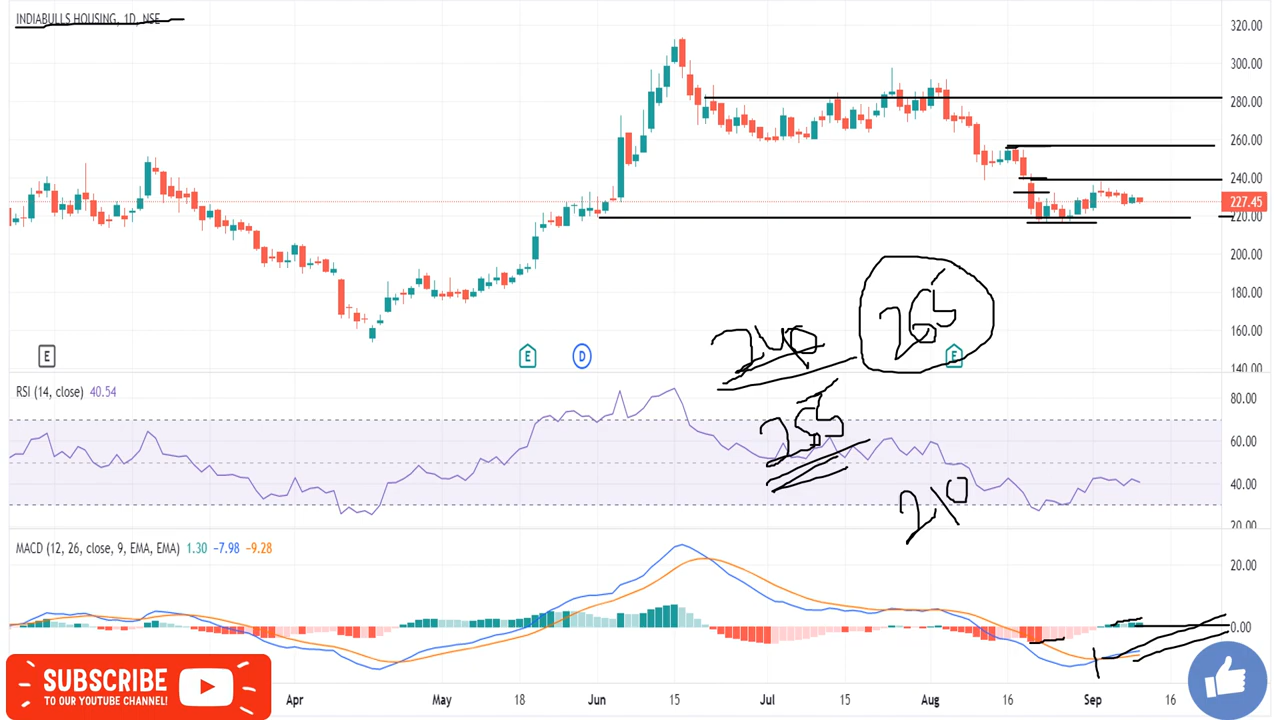 INDIABULLS HOUSING, 1D, NSE
320.00
300.00
280.00
260.00
240.00
227.45
220.00
200.00
180.00
160.00
140.00
E
E
D
E
240
265
255
210
RSI (14, close) 40.54
80.00
60.00
40.00
20.00
MACD (12, 26, close, 9, EMA, EMA) 1.30 −7.98 −9.28
20.00
0.00
SUBSCRIBE
TO OUR YOUTUBE CHANNEL!
Apr May 18 Jun 15 Jul 15 Aug 16 Sep 16